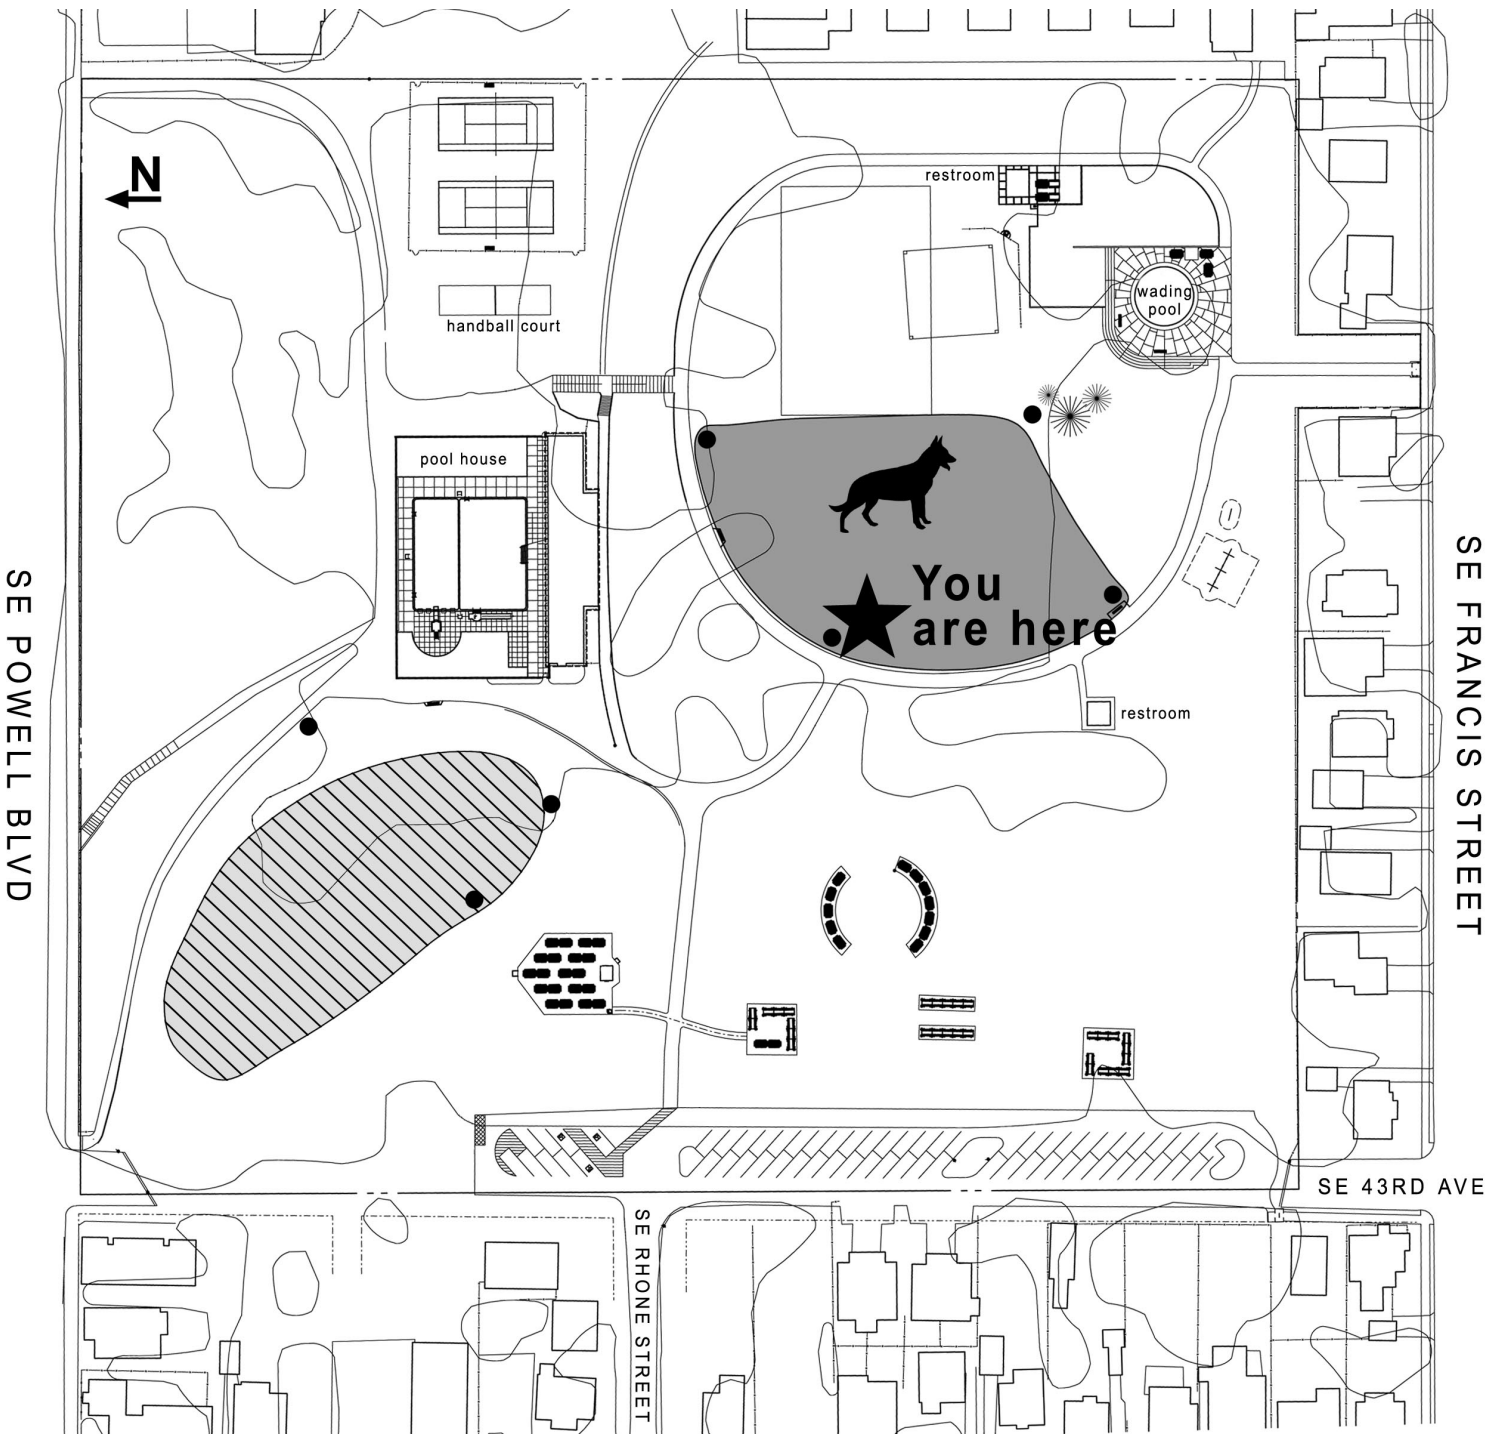 N
restroom
wading
pool
handball court
pool house
You
are here
restroom
SE POWELL BLVD
SE FRANCIS STREET
SE 43RD AVE
SE RHONE STREET